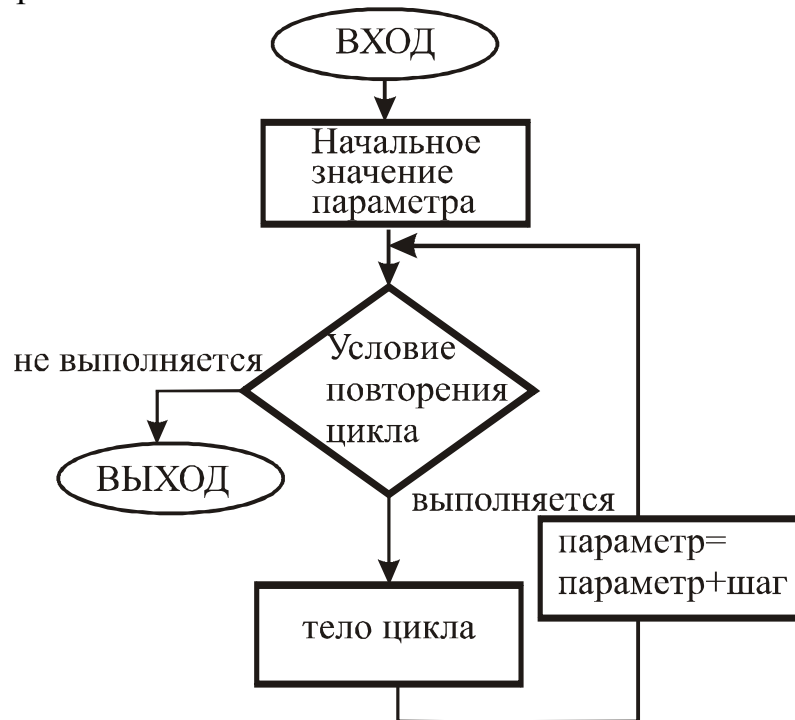 ВХОД
Начальное
значение
параметра
Условие
повторения
цикла
не выполняется
ВЫХОД
выполняется
параметр=
параметр+шаг
тело цикла